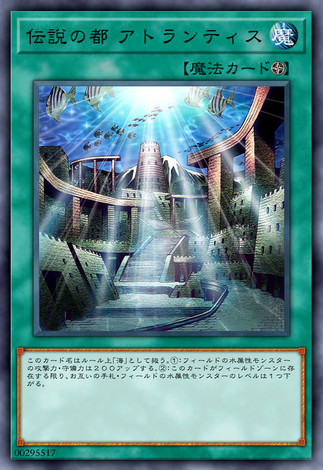 伝説の都 アトランティス
魔
【魔法カード】
このカード名はルール上「海」として扱う。①:フィールドの水属性モンスター
の攻撃力・守備力は200アップする。②:このカードがフィールドゾーンに存
在する限り、お互いの手札・フィールドの水属性モンスターのレベルは1つ下
がる。
00295517